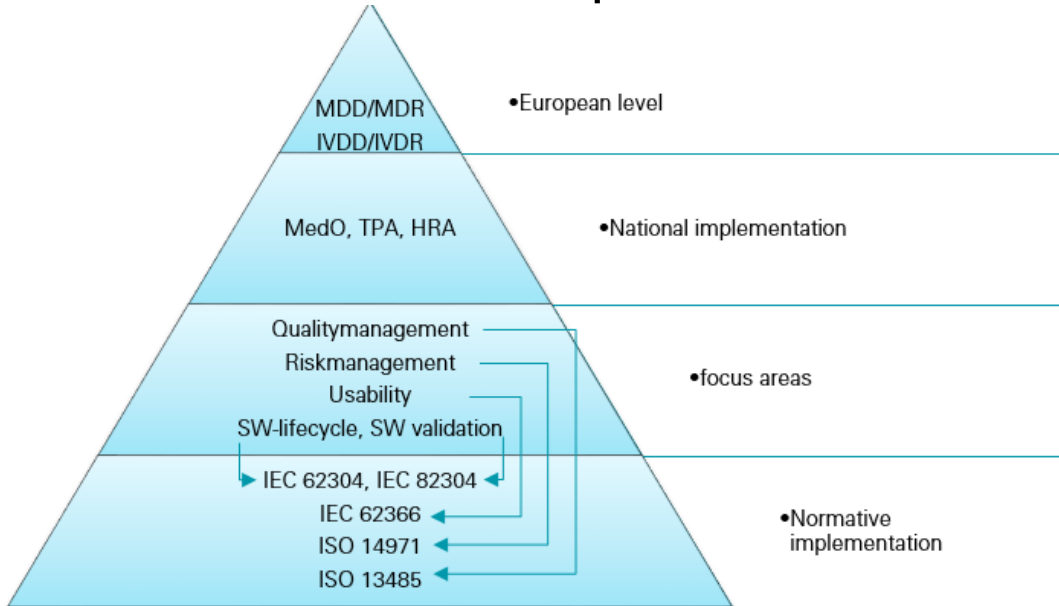 MDD/MDR
IVDD/IVDR
•European level
MedO, TPA, HRA
•National implementation
Qualitymanagement
Riskmanagement
Usability
SW-lifecycle, SW validation
•focus areas
IEC 62304, IEC 82304
IEC 62366
ISO 14971
ISO 13485
•Normative
implementation